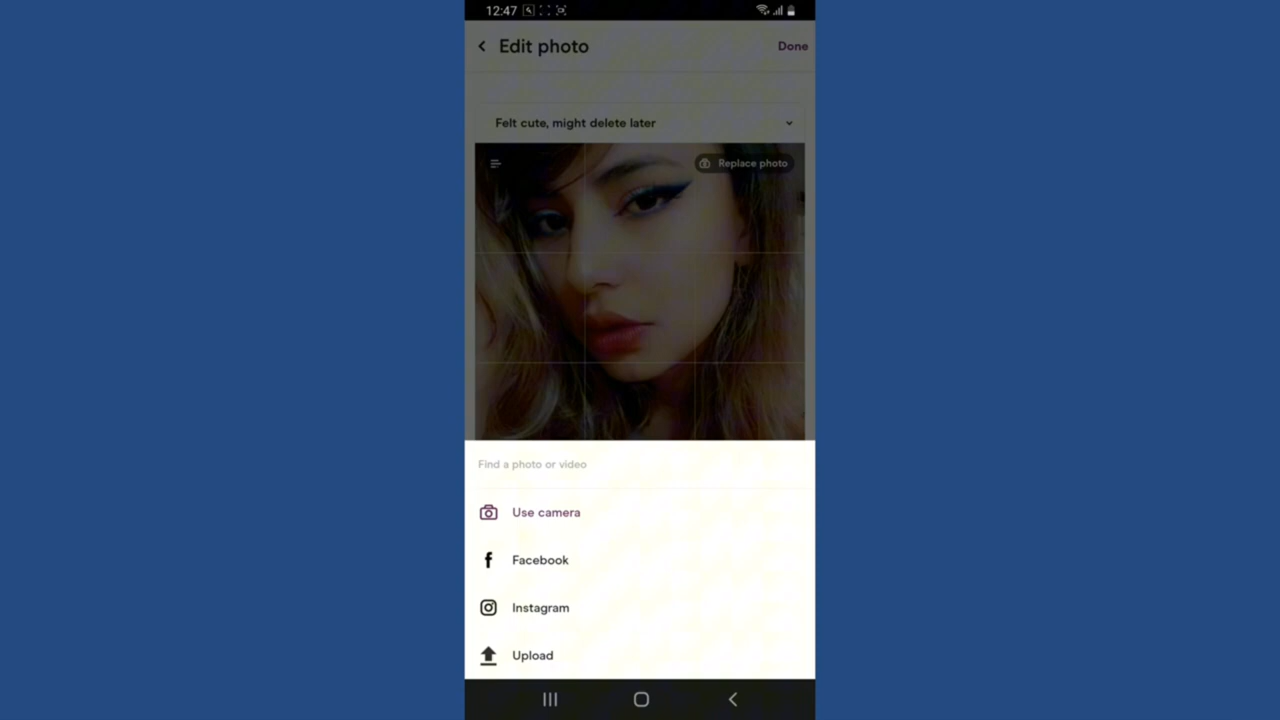 12:47
Edit photo
Done
Felt cute, might delete later
Replace photo
Find a photo or video
Use camera
Facebook
Instagram
Upload